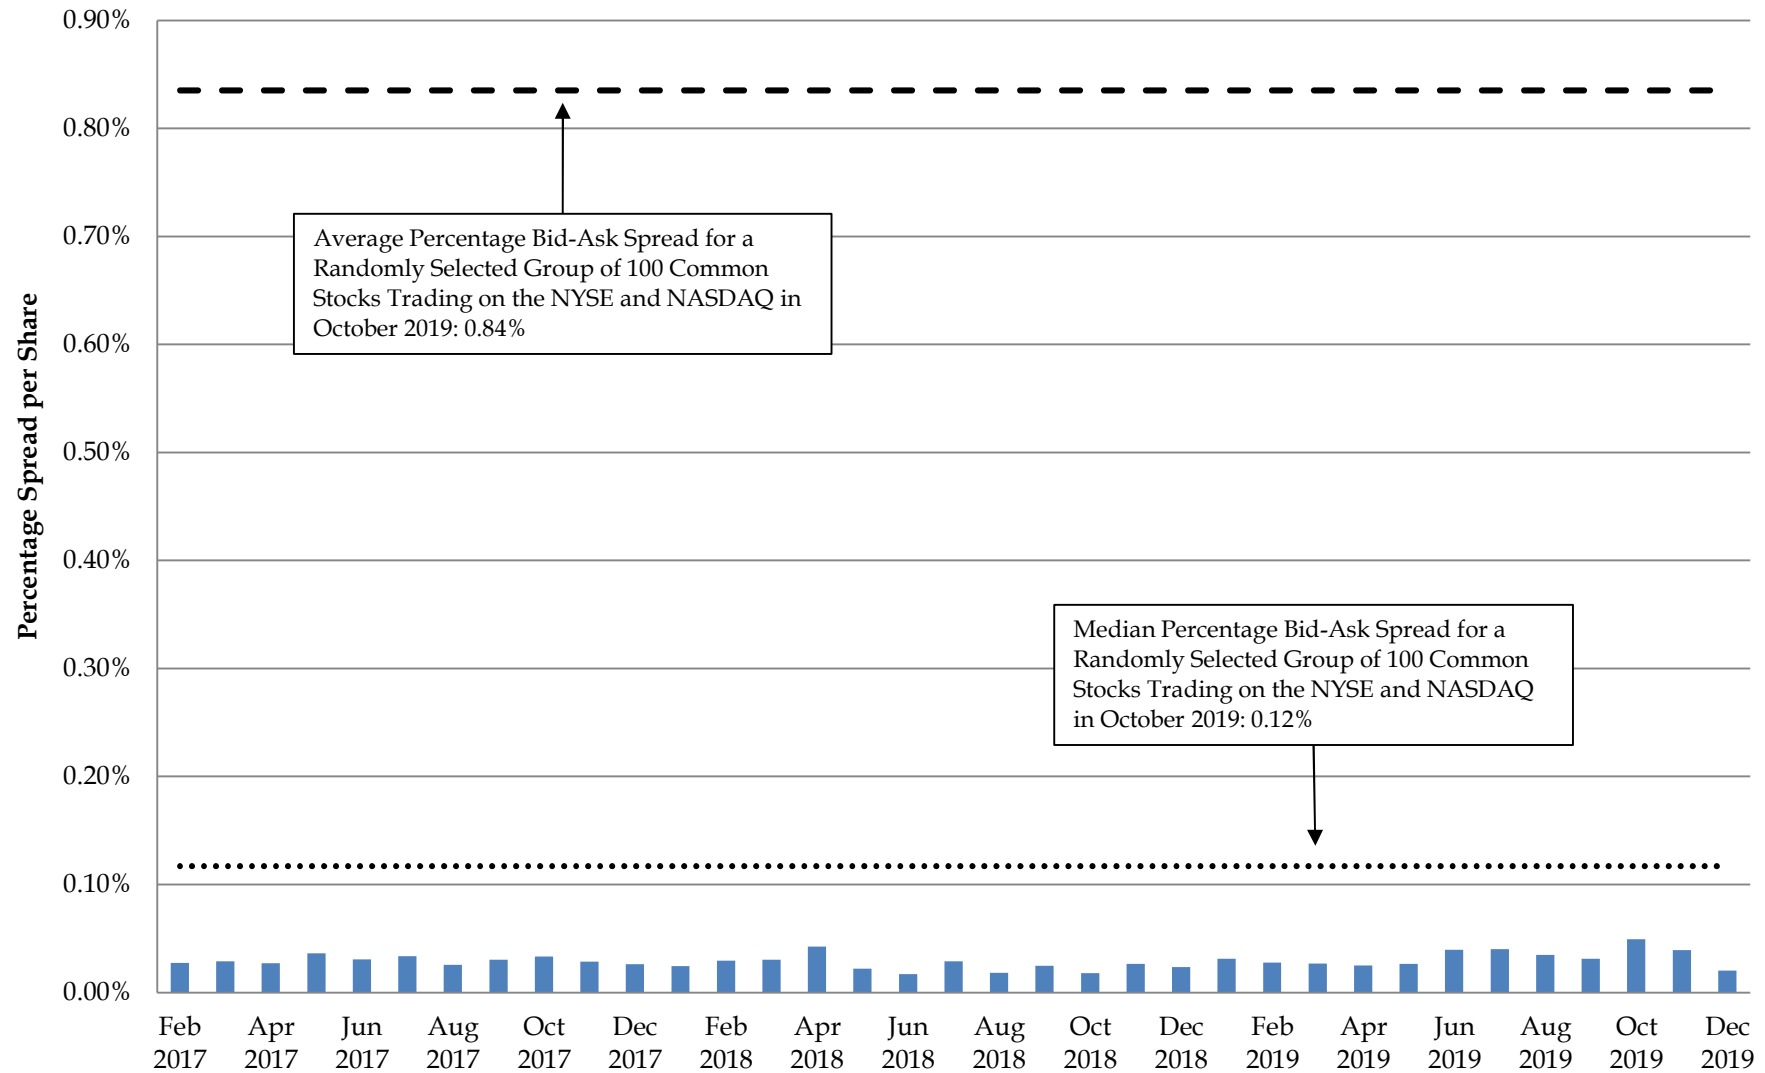 0.90%
0.80%
0.70%
0.60%
0.50%
0.40%
0.30%
0.20%
0.10%
0.00%
Percentage Spread per Share
Average Percentage Bid-Ask Spread for a
Randomly Selected Group of 100 Common
Stocks Trading on the NYSE and NASDAQ in
October 2019: 0.84%
Median Percentage Bid-Ask Spread for a
Randomly Selected Group of 100 Common
Stocks Trading on the NYSE and NASDAQ
in October 2019: 0.12%
Feb Apr Jun Aug Oct Dec Feb Apr Jun Aug Oct Dec Feb Apr Jun Aug Oct Dec
2017 2017 2017 2017 2017 2017 2018 2018 2018 2018 2018 2018 2019 2019 2019 2019 2019 2019